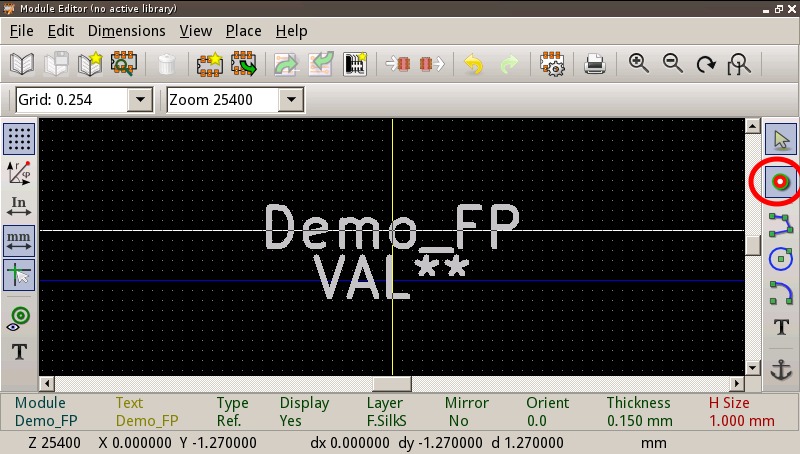 Module Editor (no active library)
File Edit Dimensions View Place Help
Grid: 0.254 Zoom 25400
In
mm
T
Demo_FP
VAL**
T
Module Text Type Display Layer Mirror Orient Thickness H Size
Demo_FP Demo_FP Ref. Yes F.SilkS No 0.0 0.150 mm 1.000 mm
Z 25400 X 0.000000 Y -1.270000 dx 0.000000 dy -1.270000 d 1.270000 mm